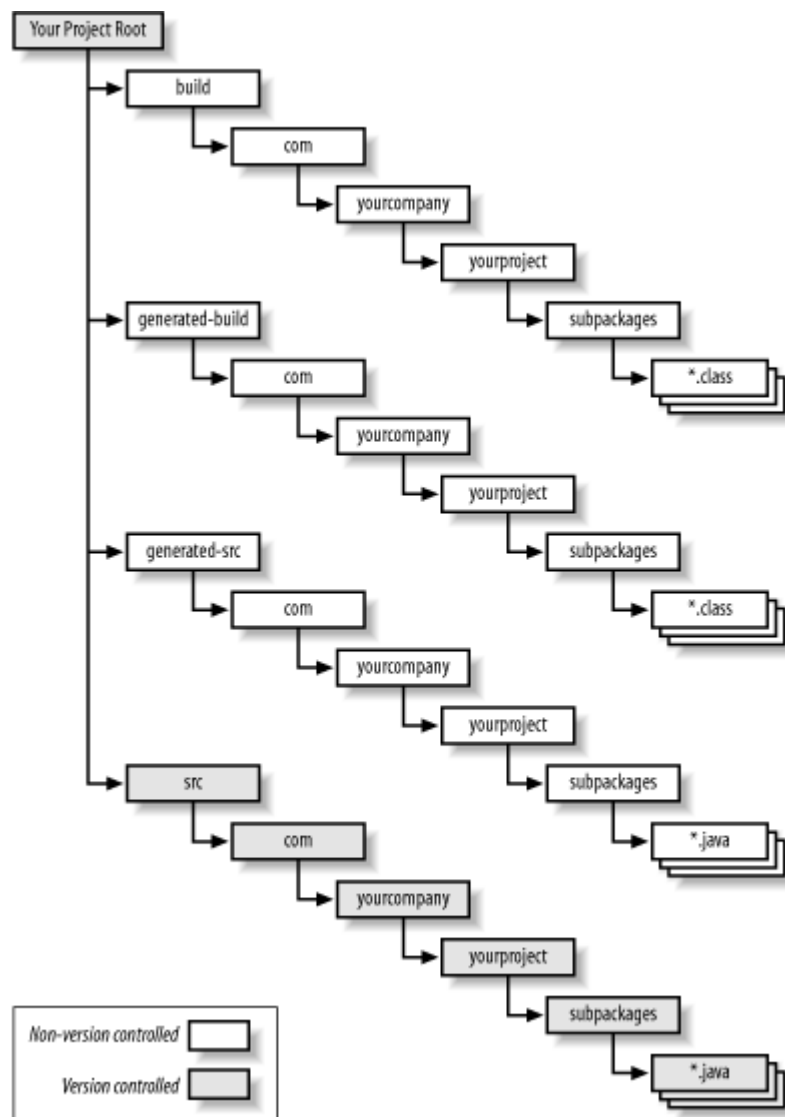 Your Project Root
build
com
yourcompany
yourproject
subpackages
*.class
generated-build
com
yourcompany
yourproject
subpackages
*.class
generated-src
com
yourcompany
yourproject
subpackages
*.java
src
com
yourcompany
yourproject
subpackages
*.java
Non-version controlled
Version controlled